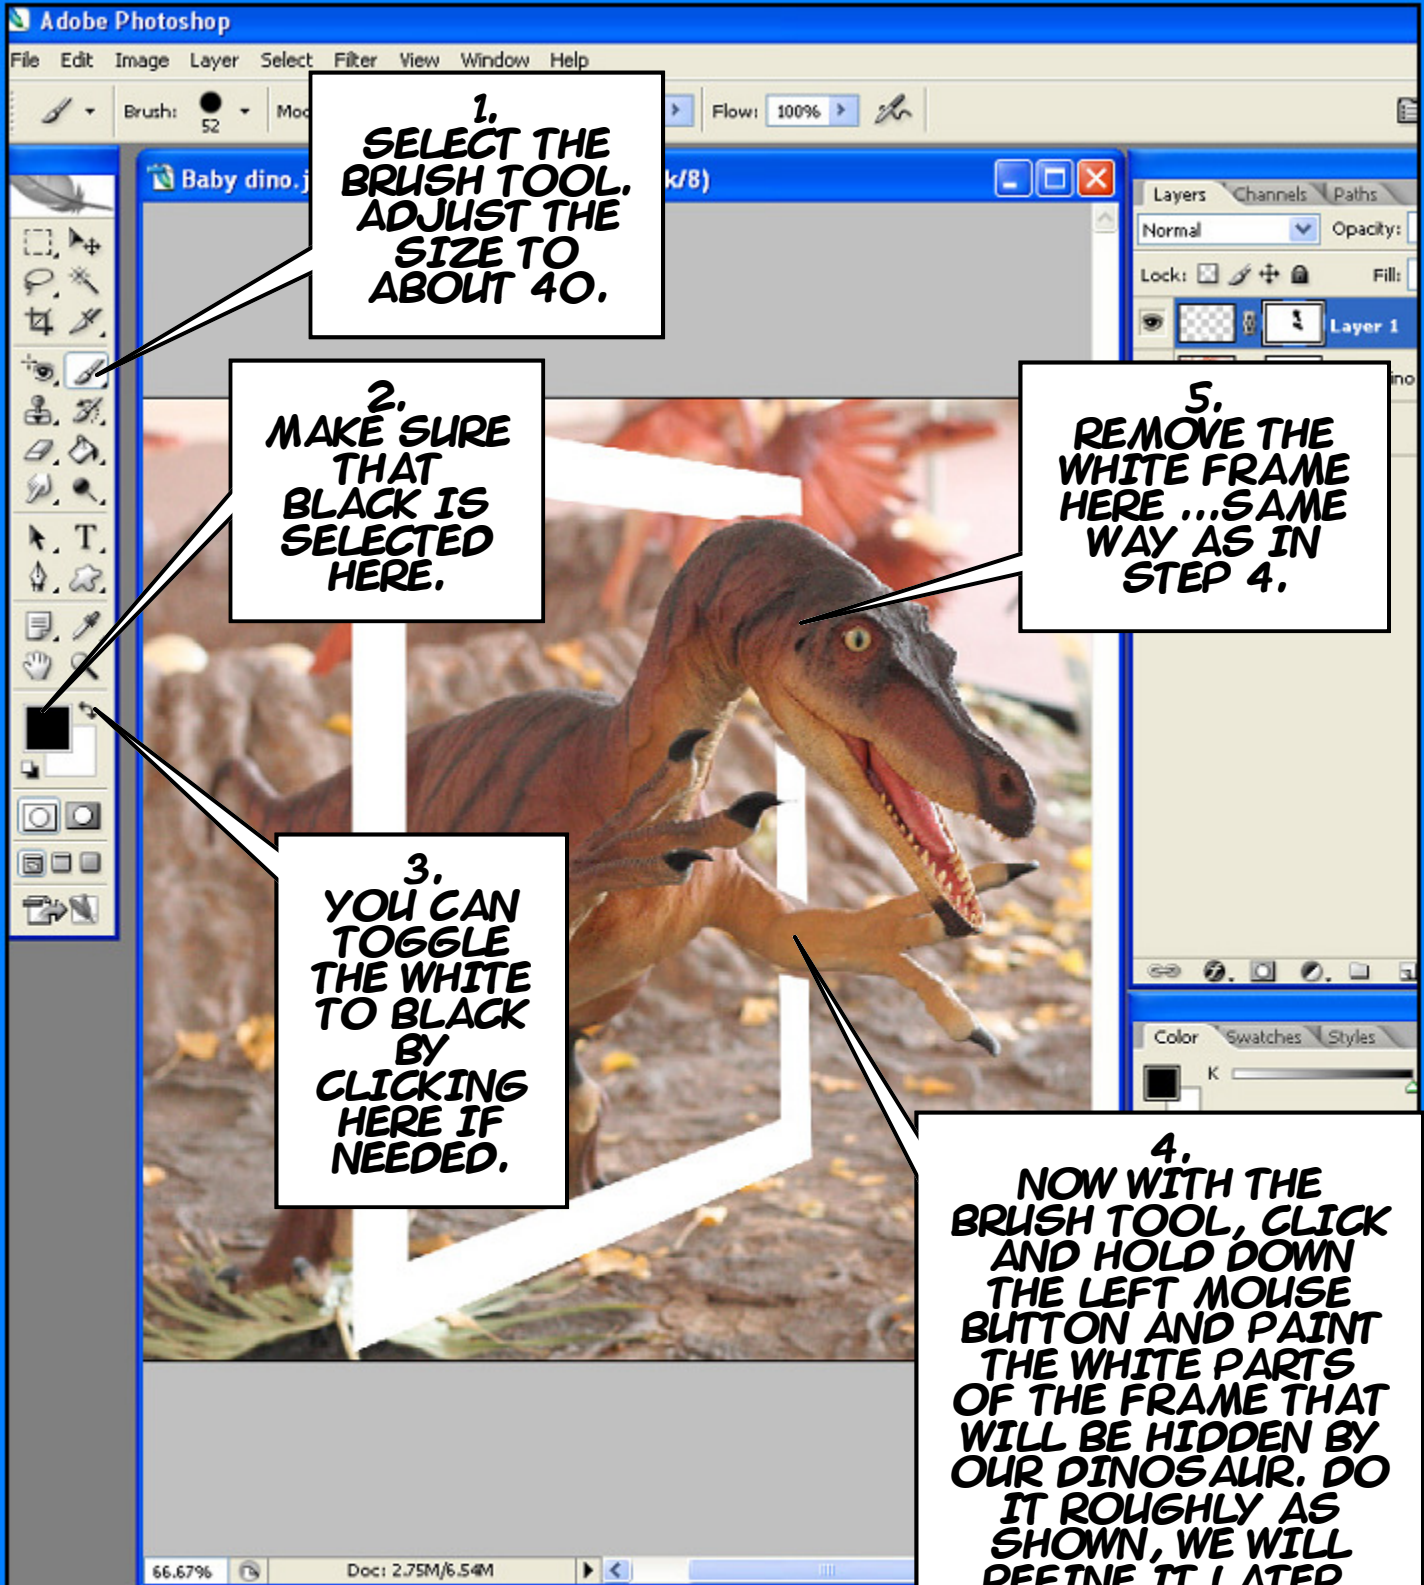 Adobe Photoshop
File Edit Image Layer Select Filter View Window Help
Brush: 52 Flow: 100%
Baby dino.j k/8)
1.
SELECT THE
BRUSH TOOL.
ADJUST THE
SIZE TO
ABOUT 40.
Layers Channels Paths
Normal Opacity:
Lock: Fill:
Layer 1
2.
MAKE SURE
THAT
BLACK IS
SELECTED
HERE.
5.
REMOVE THE
WHITE FRAME
HERE ...SAME
WAY AS IN
STEP 4.
3.
YOU CAN
TOGGLE
THE WHITE
TO BLACK
BY
CLICKING
HERE IF
NEEDED.
Color Swatches Styles
K
4.
NOW WITH THE
BRUSH TOOL, CLICK
AND HOLD DOWN
THE LEFT MOUSE
BUTTON AND PAINT
THE WHITE PARTS
OF THE FRAME THAT
WILL BE HIDDEN BY
OUR DINOSAUR. DO
IT ROUGHLY AS
SHOWN, WE WILL
REFINE IT LATER
66.67% Doc: 2.75M/6.54M